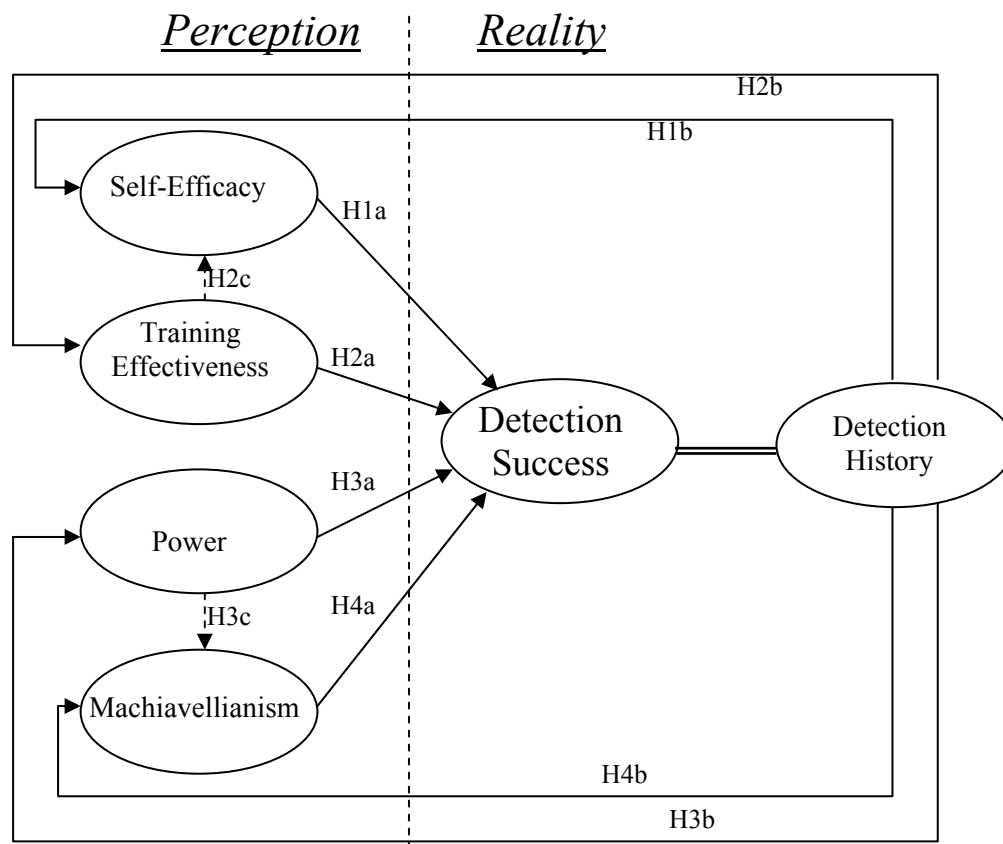 Perception
Reality
H2b
H1b
Self-Efficacy
H1a
H2c
Training
Effectiveness
H2a
Detection
Success
Detection
History
H3a
Power
H3c
H4a
Machiavellianism
H4b
H3b